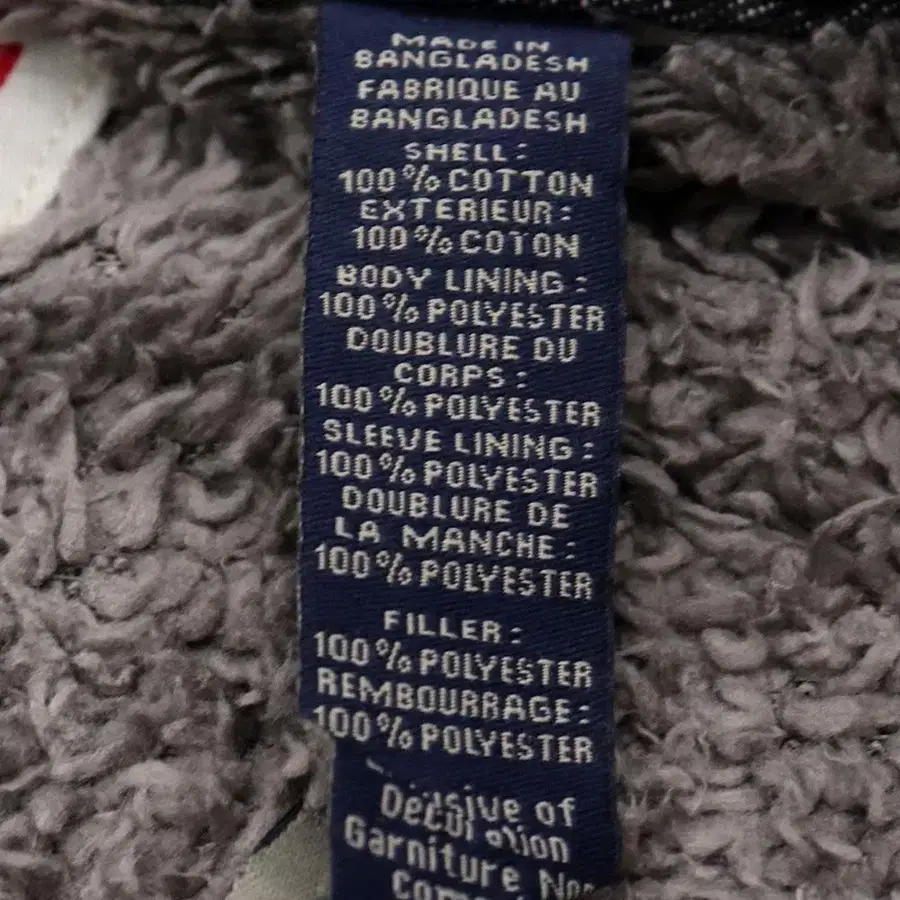 MADE IN
BANGLADESH
FABRIQUE AU
BANGLADESH
SHELL:
100% COTTON
EXTERIEUR:
100% COTON
BODY LINING:
100% POLYESTER
DOUBLURE DU
CORPS:
100% POLYESTER
SLEEVE LINING:
100% POLYESTER
DOUBLURE DE
LA MANCHE:
100% POLYESTER
FILLER:
100% POLYESTER
REMBOURRAGE:
100% POLYESTER
of
Garniture